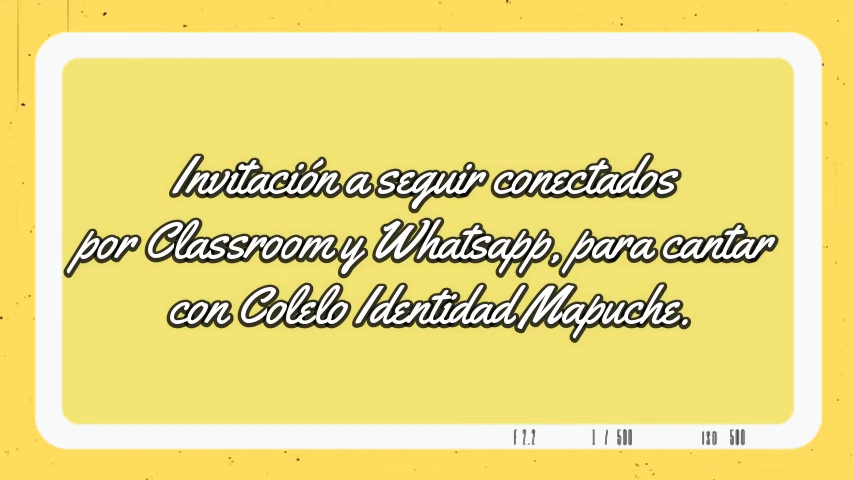 Invitación a seguir conectados
por Classroom y Whatsapp, para cantar
con Colelo Identidad Mapuche.
f 2.2 1 / 500 ISO 500